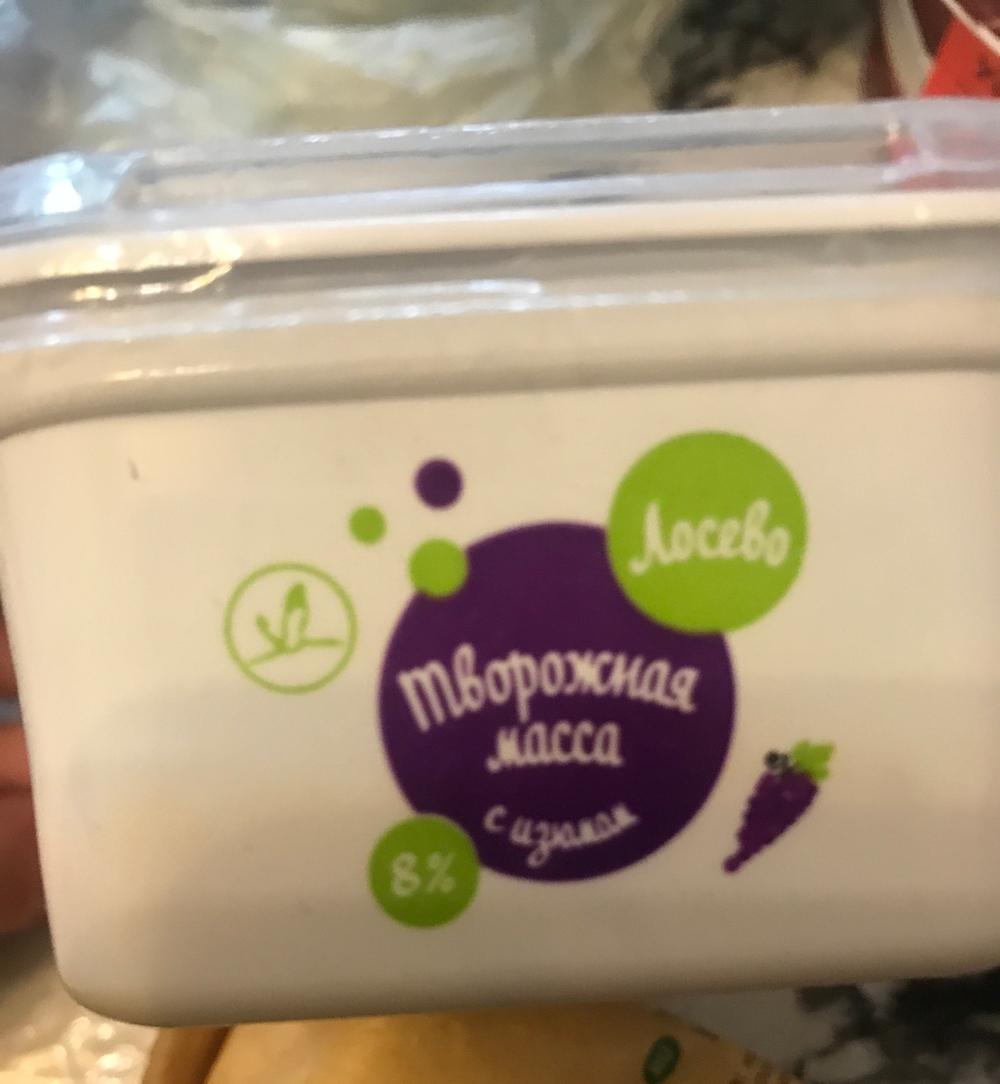 Лосево
Творожная
масса
с изюмом
8%